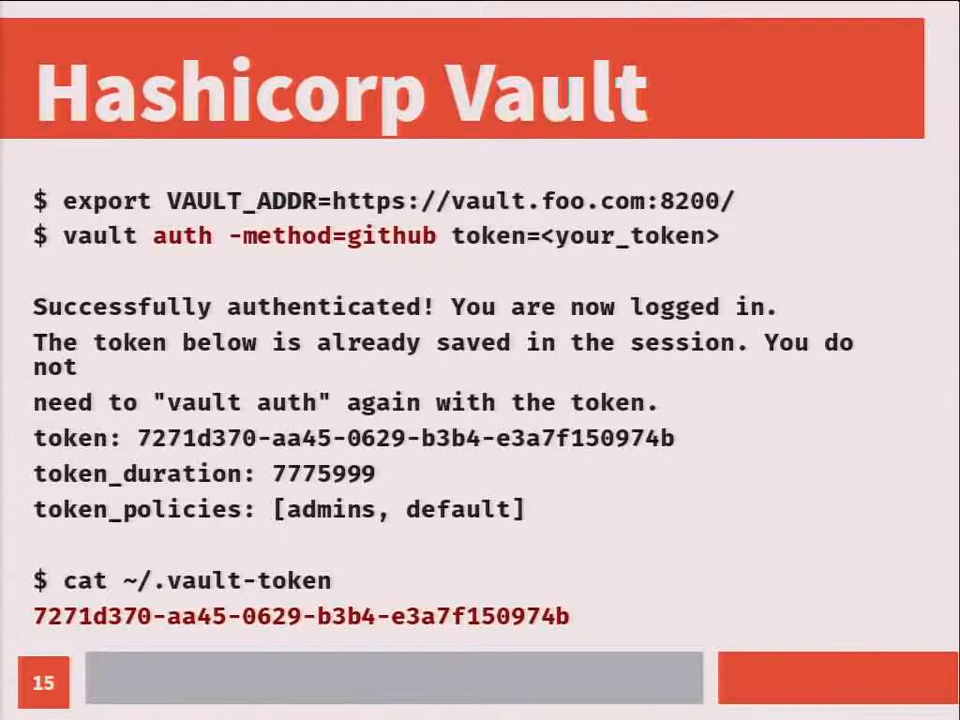 Hashicorp Vault
$ export VAULT_ADDR=https://vault.foo.com:8200/
$ vault auth -method=github token=<your_token>
Successfully authenticated! You are now logged in.
The token below is already saved in the session. You do
not
need to "vault auth" again with the token.
token: 7271d370-aa45-0629-b3b4-e3a7f150974b
token_duration: 7775999
token_policies: [admins, default]
$ cat ~/.vault-token
7271d370-aa45-0629-b3b4-e3a7f150974b
15